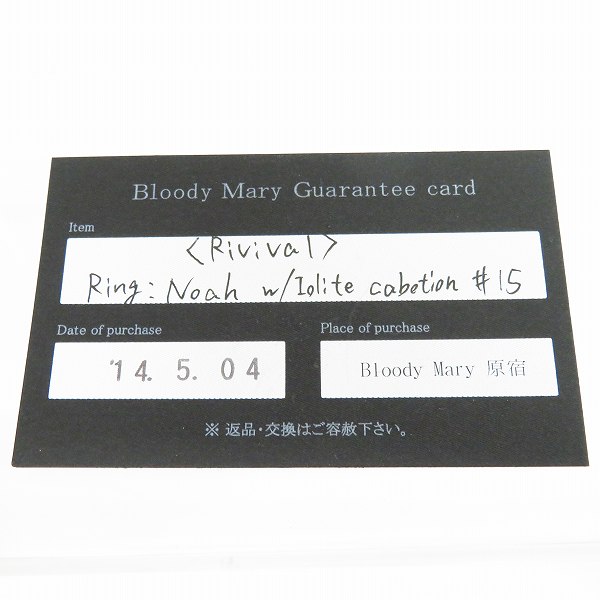 Bloody Mary Guarantee card
Item
<Rivival>
Ring: Noah w/Iolite cabotion #15
Date of purchase
Place of purchase
'14. 5. 04
Bloody Mary 原宿
※ 返品・交換はご容赦下さい。